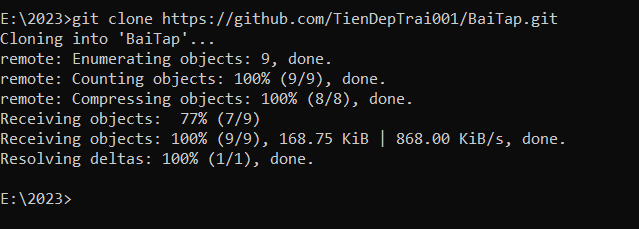 E:\2023>git clone https://github.com/TienDepTrai001/BaiTap.git
Cloning into 'BaiTap'...
remote: Enumerating objects: 9, done.
remote: Counting objects: 100% (9/9), done.
remote: Compressing objects: 100% (8/8), done.
Receiving objects:  77% (7/9)
Receiving objects: 100% (9/9), 168.75 KiB | 868.00 KiB/s, done.
Resolving deltas: 100% (1/1), done.
E:\2023>